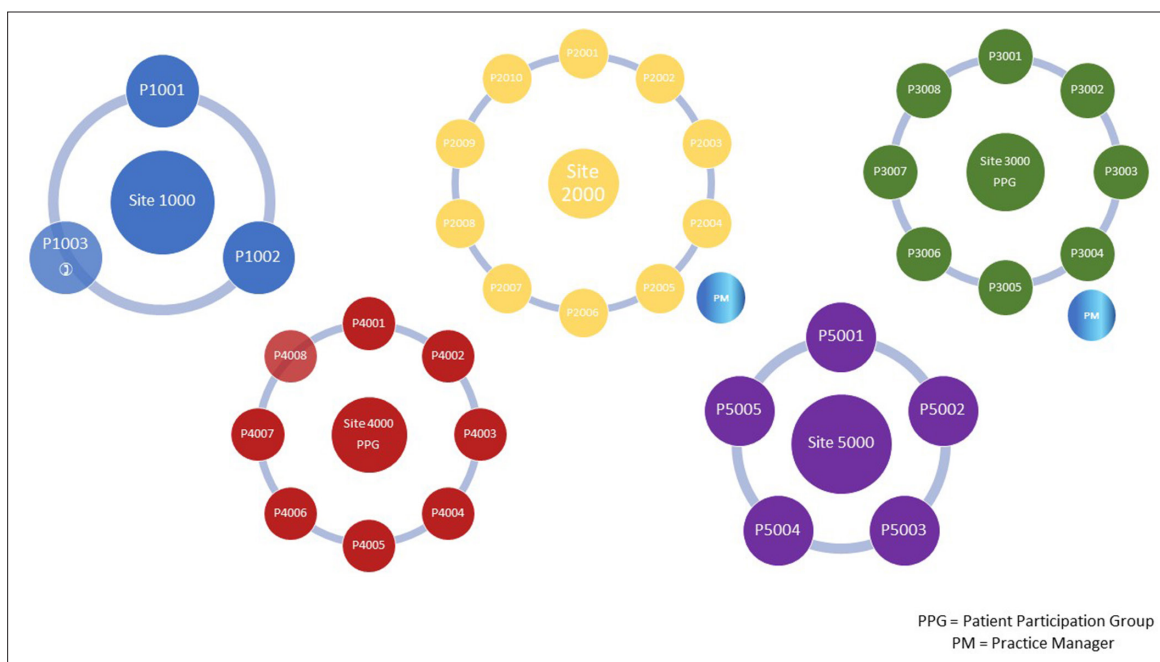 P1001
Site 1000
P1003
P1002
P2001
P2002
P2003
P2004
P2005
P2006
P2007
P2008
P2009
P2010
Site
2000
PM
P3001
P3002
P3003
P3004
P3005
P3006
P3007
P3008
Site 3000
PPG
PM
P4001
P4002
P4003
P4004
P4005
P4006
P4007
P4008
Site 4000
PPG
P5001
P5002
P5003
P5004
P5005
Site 5000
PPG = Patient Participation Group
PM = Practice Manager